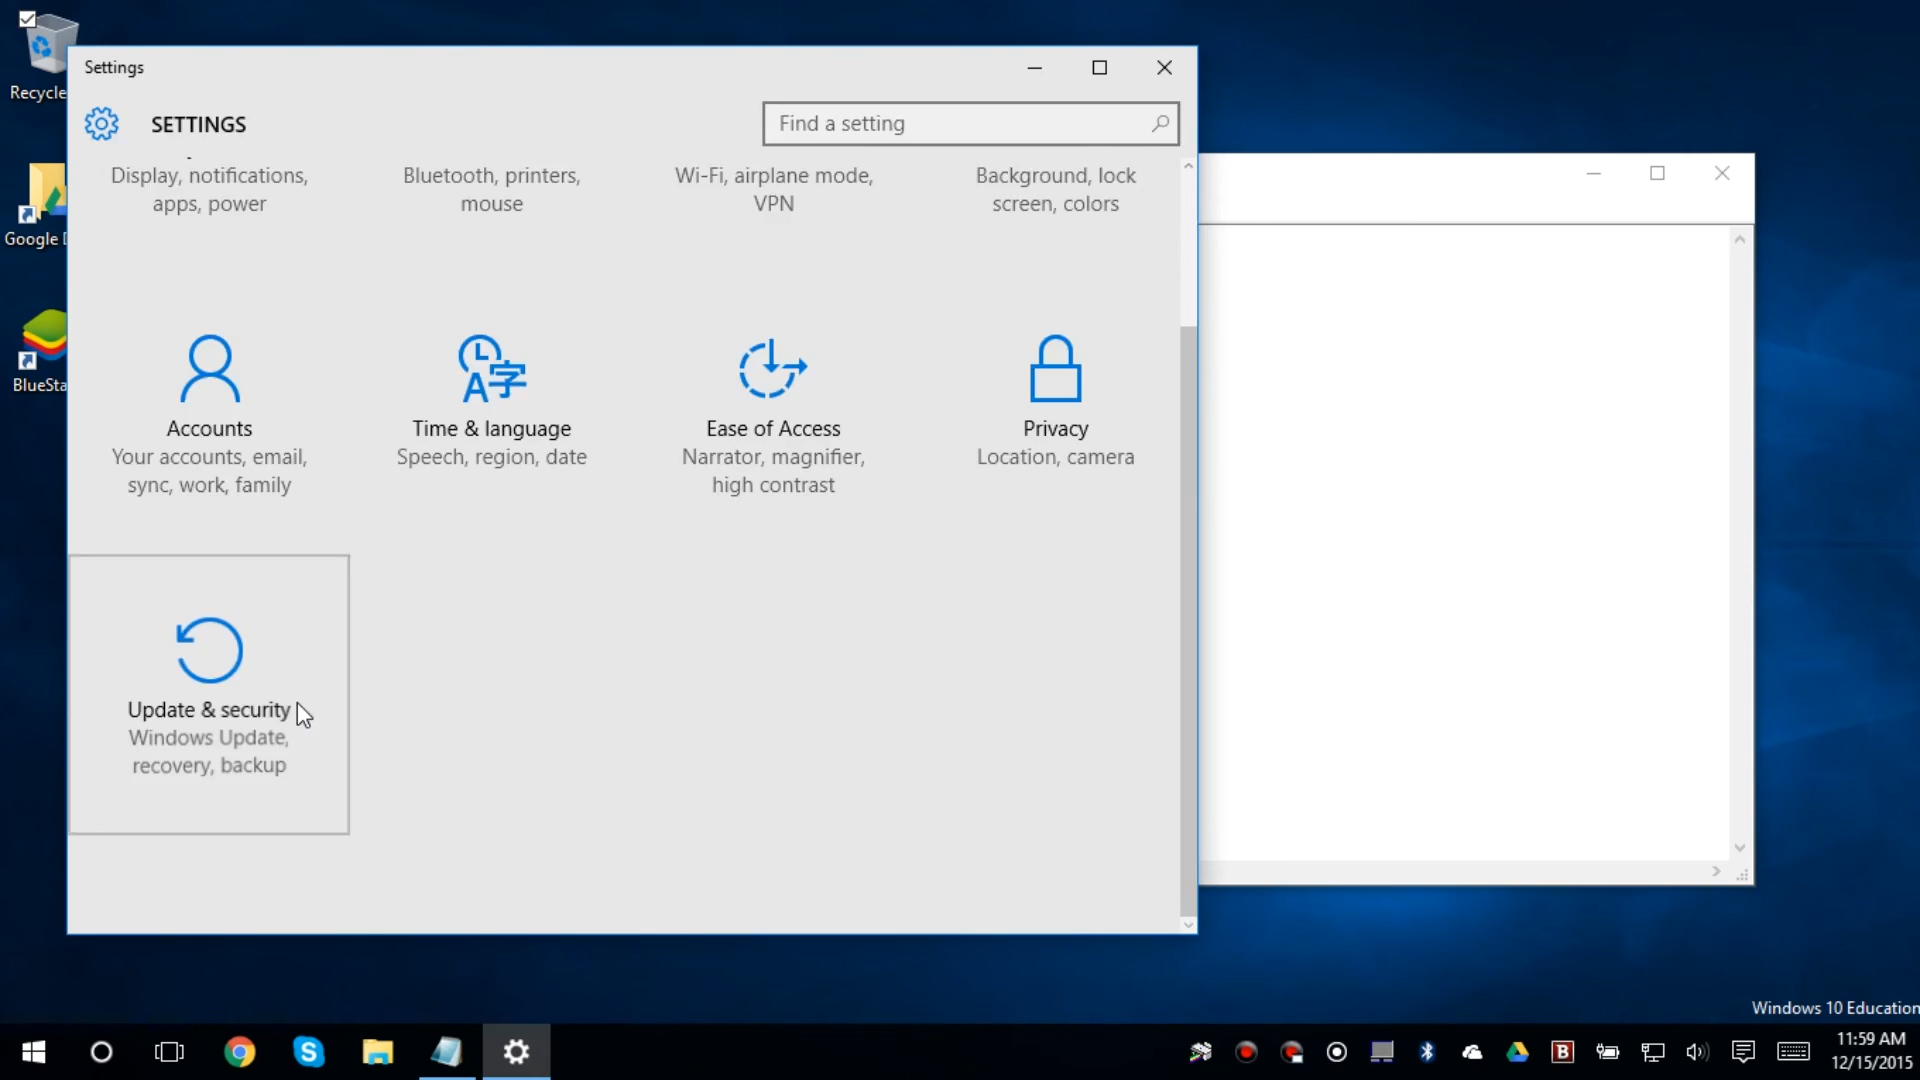 Settings
SETTINGS
Find a setting
Display, notifications,
apps, power
Bluetooth, printers,
mouse
Wi-Fi, airplane mode,
VPN
Background, lock
screen, colors
Accounts
Your accounts, email,
sync, work, family
Time & language
Speech, region, date
Ease of Access
Narrator, magnifier,
high contrast
Privacy
Location, camera
Update & security
Windows Update,
recovery, backup
Recycle
Google D
BlueSta
Windows 10 Education
11:59 AM
12/15/2015